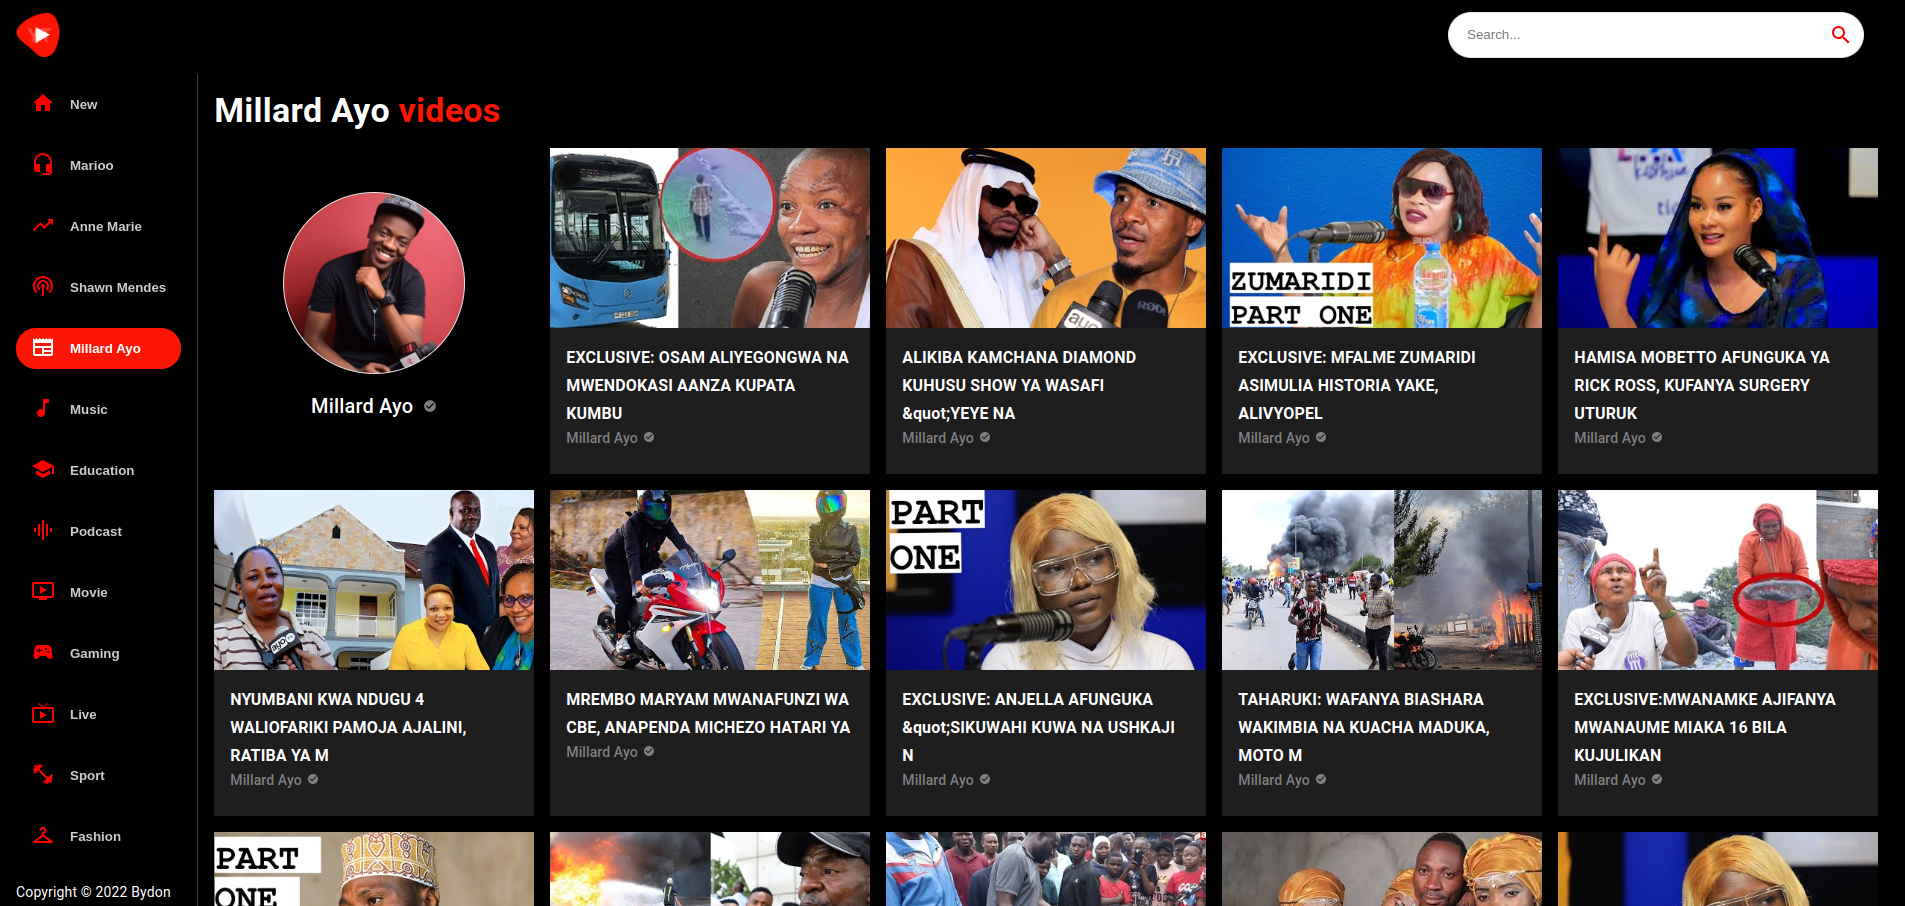 Search...
New
Marioo
Anne Marie
Shawn Mendes
Millard Ayo
Music
Education
Podcast
Movie
Gaming
Live
Sport
Fashion
Copyright © 2022 Bydon
Millard Ayo videos
Millard Ayo
EXCLUSIVE: OSAM ALIYEGONGWA NA
MWENDOKASI AANZA KUPATA
KUMBU
Millard Ayo
ayo
RØDE
ALIKIBA KAMCHANA DIAMOND
KUHUSU SHOW YA WASAFI
&quot;YEYE NA
Millard Ayo
ayo
ZUMARIDI
PART ONE
EXCLUSIVE: MFALME ZUMARIDI
ASIMULIA HISTORIA YAKE,
ALIVYOPEL
Millard Ayo
HAMISA MOBETTO AFUNGUKA YA
RICK ROSS, KUFANYA SURGERY
UTURUK
Millard Ayo
NYUMBANI KWA NDUGU 4
WALIOFARIKI PAMOJA AJALINI,
RATIBA YA M
Millard Ayo
MREMBO MARYAM MWANAFUNZI WA
CBE, ANAPENDA MICHEZO HATARI YA
Millard Ayo
PART
ONE
EXCLUSIVE: ANJELLA AFUNGUKA
&quot;SIKUWAHI KUWA NA USHKAJI
N
Millard Ayo
TAHARUKI: WAFANYA BIASHARA
WAKIMBIA NA KUACHA MADUKA,
MOTO M
Millard Ayo
EXCLUSIVE:MWANAMKE AJIFANYA
MWANAUME MIAKA 16 BILA
KUJULIKAN
Millard Ayo
PART
ONE